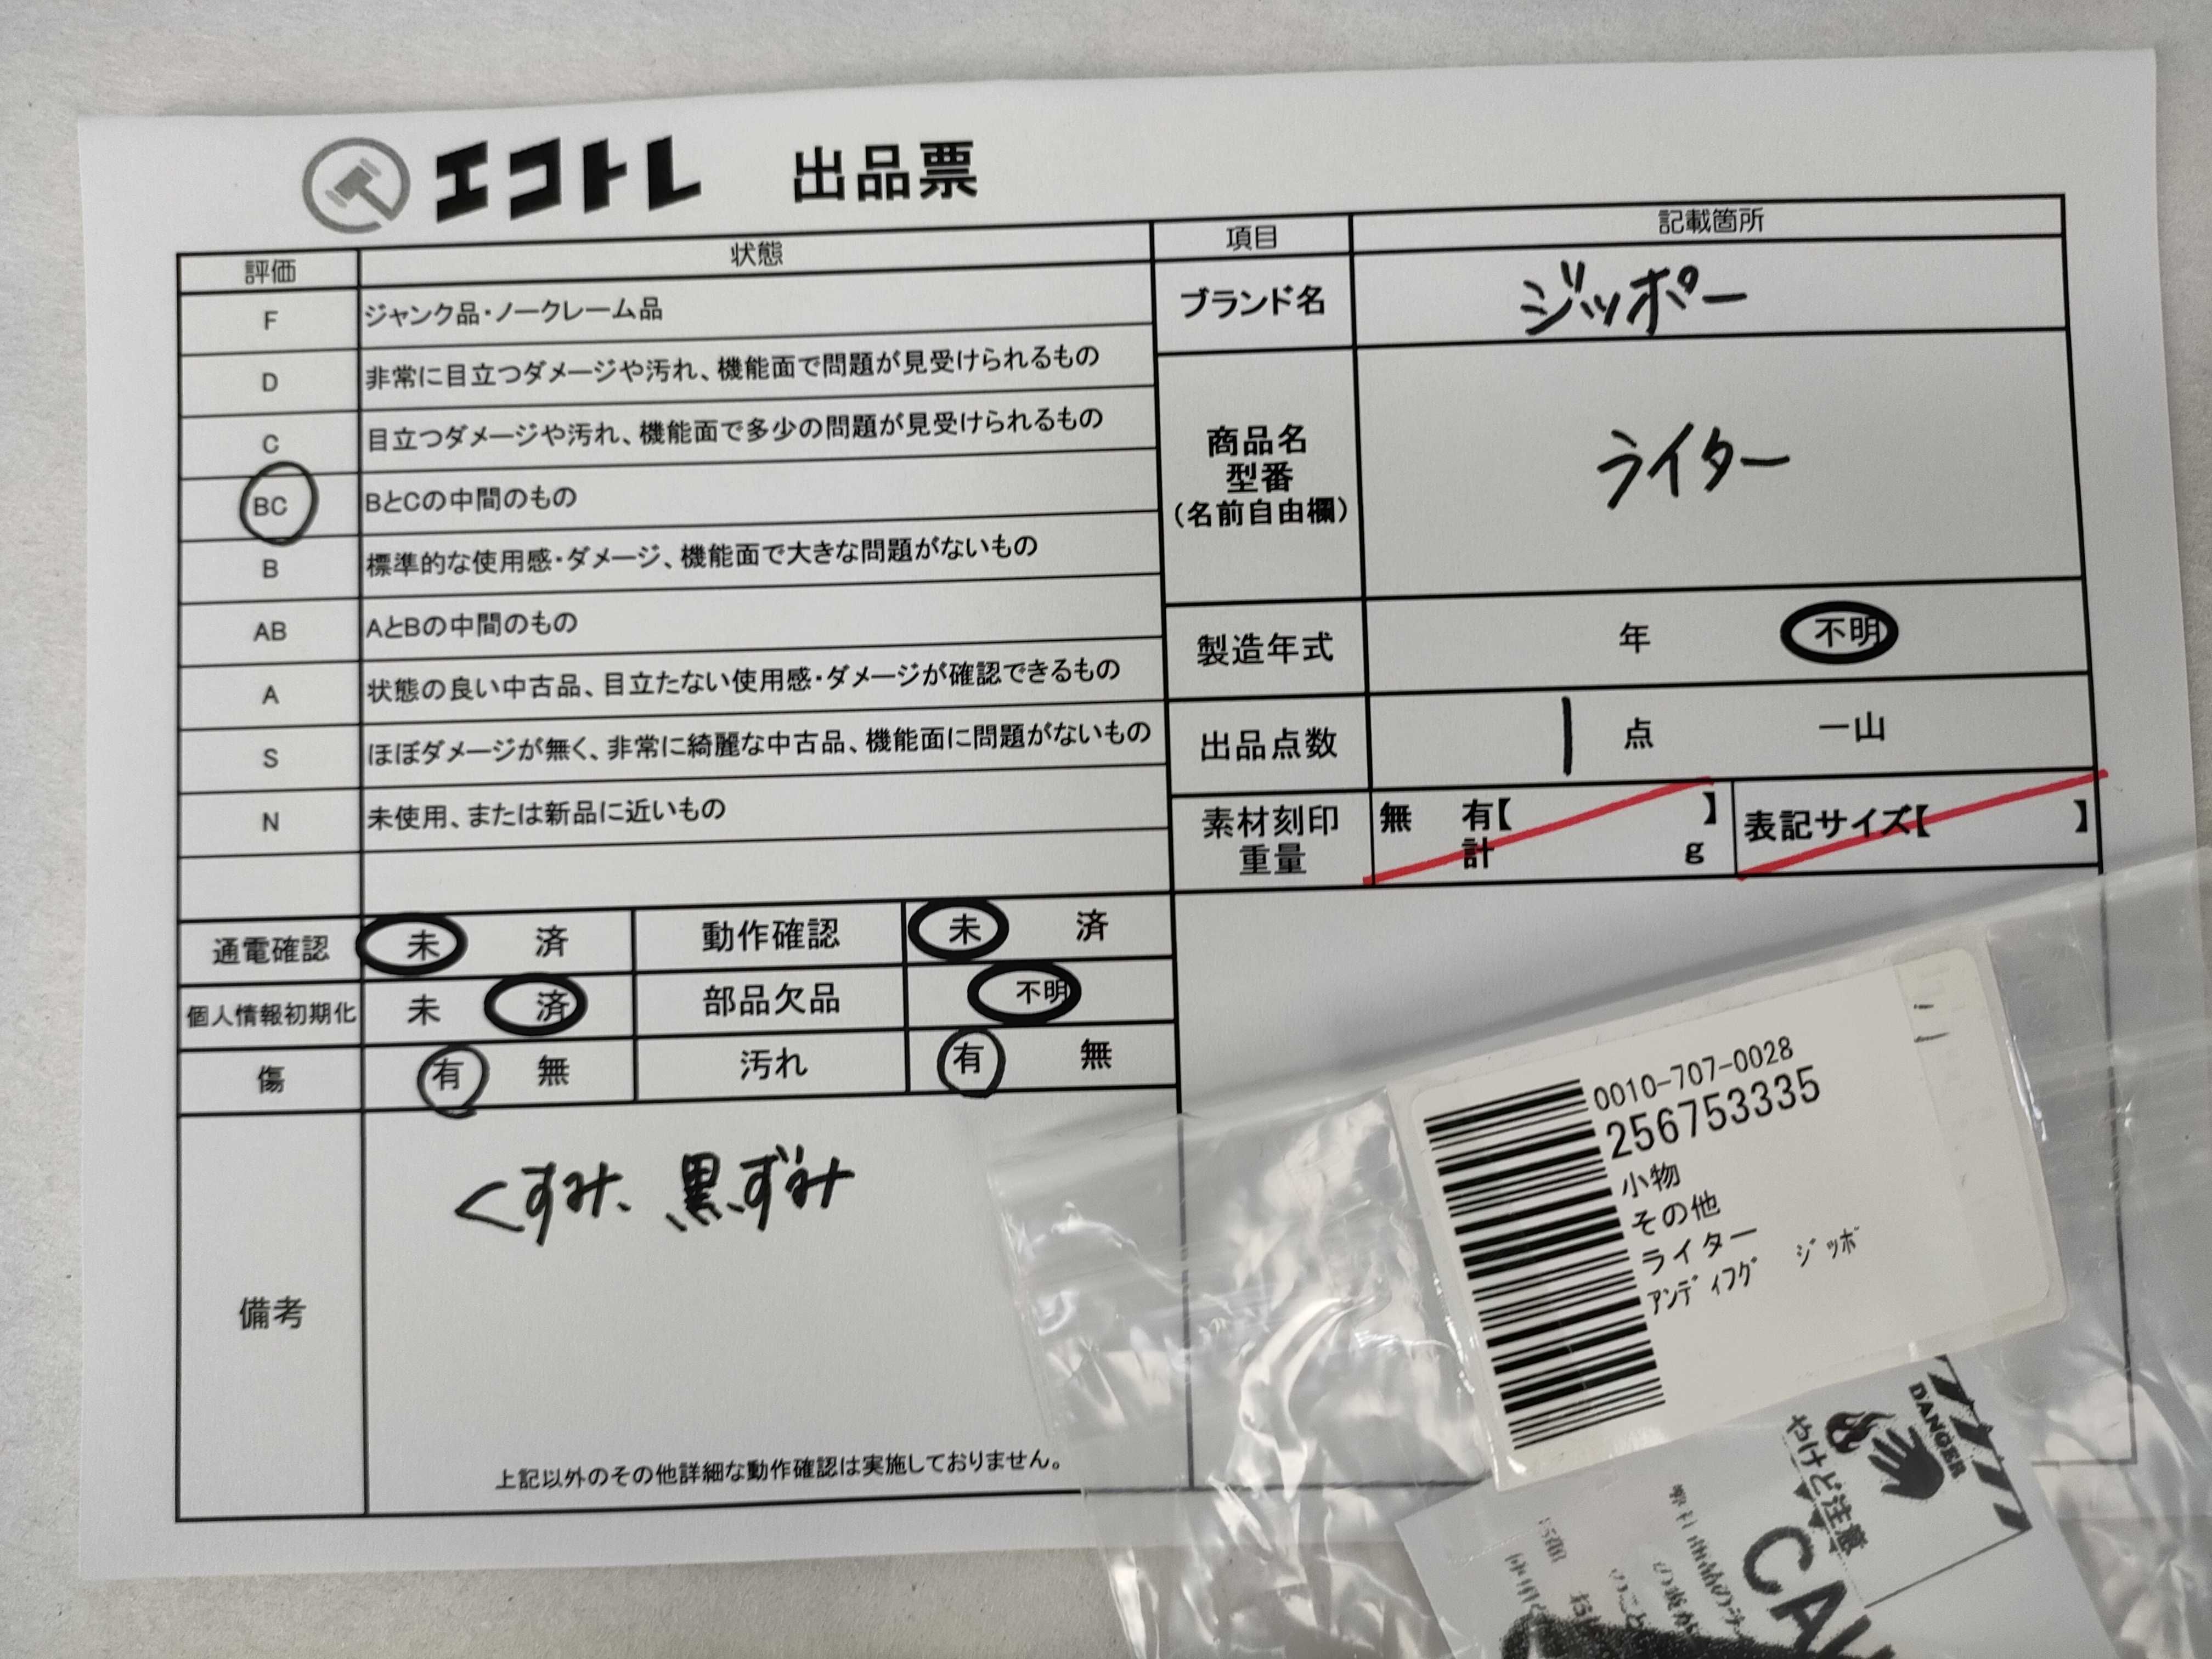 エコトレ 出品票
評価 状態
F ジャンク品・ノークレーム品
D 非常に目立つダメージや汚れ、機能面で問題が見受けられるもの
C 目立つダメージや汚れ、機能面で多少の問題が見受けられるもの
BC BとCの中間のもの
B 標準的な使用感・ダメージ、機能面で大きな問題がないもの
AB AとBの中間のもの
A 状態の良い中古品、目立たない使用感・ダメージが確認できるもの
S ほぼダメージが無く、非常に綺麗な中古品、機能面に問題がないもの
N 未使用、または新品に近いもの
項目 記載箇所
ブランド名 ジッポー
商品名
型番
(名前自由欄)
ライター
製造年式 年 不明
出品点数 1 点 一山
素材刻印 無 有【 】 表記サイズ【 】
重量 計 g
通電確認 未 済 動作確認 未 済
個人情報初期化 未 済 部品欠品 不明
傷 有 無 汚れ 有 無
備考
くすみ、黒ずみ
上記以外のその他詳細な動作確認は実施しておりません。
0010-707-0028
256753335
小物
その他
ライター
ｱﾝﾃﾞｨﾌｸﾞ ｼﾞｯﾎﾟ
DANGER
やけど注意